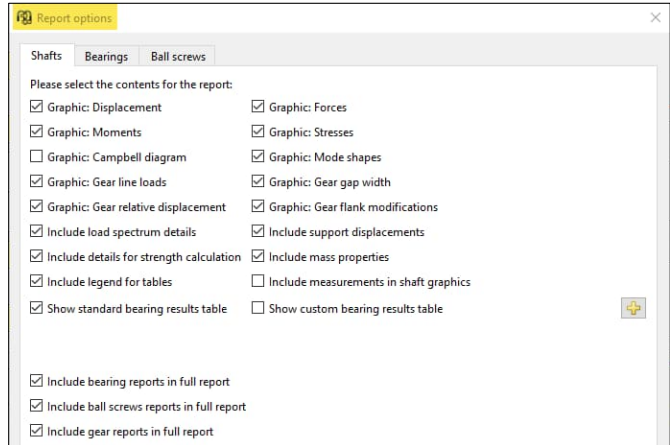 Report options
Shafts Bearings Ball screws
Please select the contents for the report:
Graphic: Displacement Graphic: Forces
Graphic: Moments Graphic: Stresses
Graphic: Campbell diagram Graphic: Mode shapes
Graphic: Gear line loads Graphic: Gear gap width
Graphic: Gear relative displacement Graphic: Gear flank modifications
Include load spectrum details Include support displacements
Include details for strength calculation Include mass properties
Include legend for tables Include measurements in shaft graphics
Show standard bearing results table Show custom bearing results table
Include bearing reports in full report
Include ball screws reports in full report
Include gear reports in full report